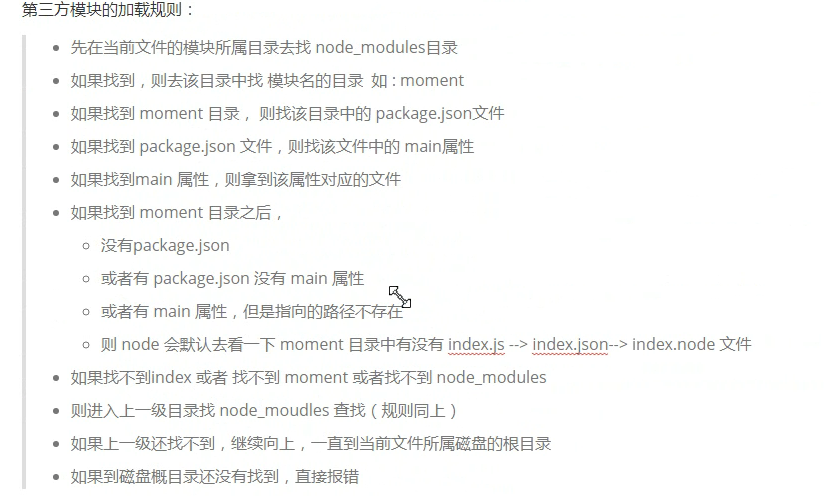 第三方模块的加载规则：
先在当前文件的模块所属目录去找 node_modules目录
如果找到，则去该目录中找 模块名的目录 如 : moment
如果找到 moment 目录， 则找该目录中的 package.json文件
如果找到 package.json 文件，则找该文件中的 main属性
如果找到main 属性，则拿到该属性对应的文件
如果找到 moment 目录之后，
没有package.json
或者有 package.json 没有 main 属性
或者有 main 属性，但是指向的路径不存在
则 node 会默认去看一下 moment 目录中有没有 index.js --> index.json--> index.node 文件
如果找不到index 或者 找不到 moment 或者找不到 node_modules
则进入上一级目录找 node_moudles 查找（规则同上）
如果上一级还找不到，继续向上，一直到当前文件所属磁盘的根目录
如果到磁盘概目录还没有找到，直接报错